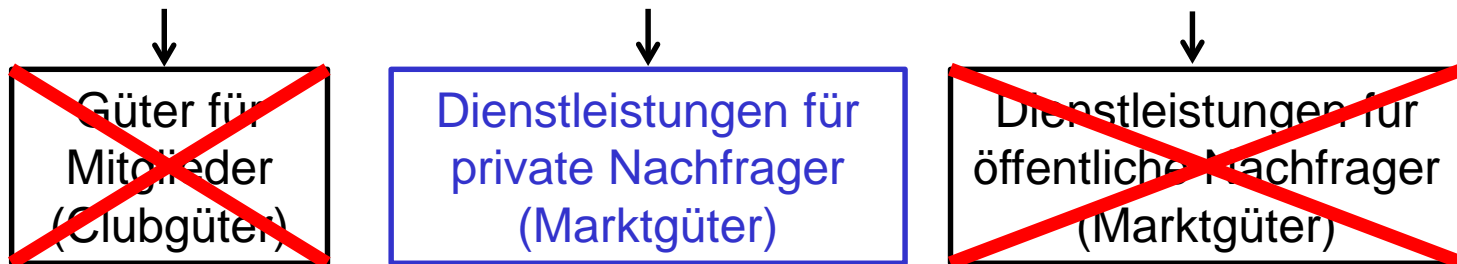 Güter für
Mitglieder
(Clubgüter)
Dienstleistungen für
private Nachfrager
(Marktgüter)
Dienstleistungen für
öffentliche Nachfrager
(Marktgüter)